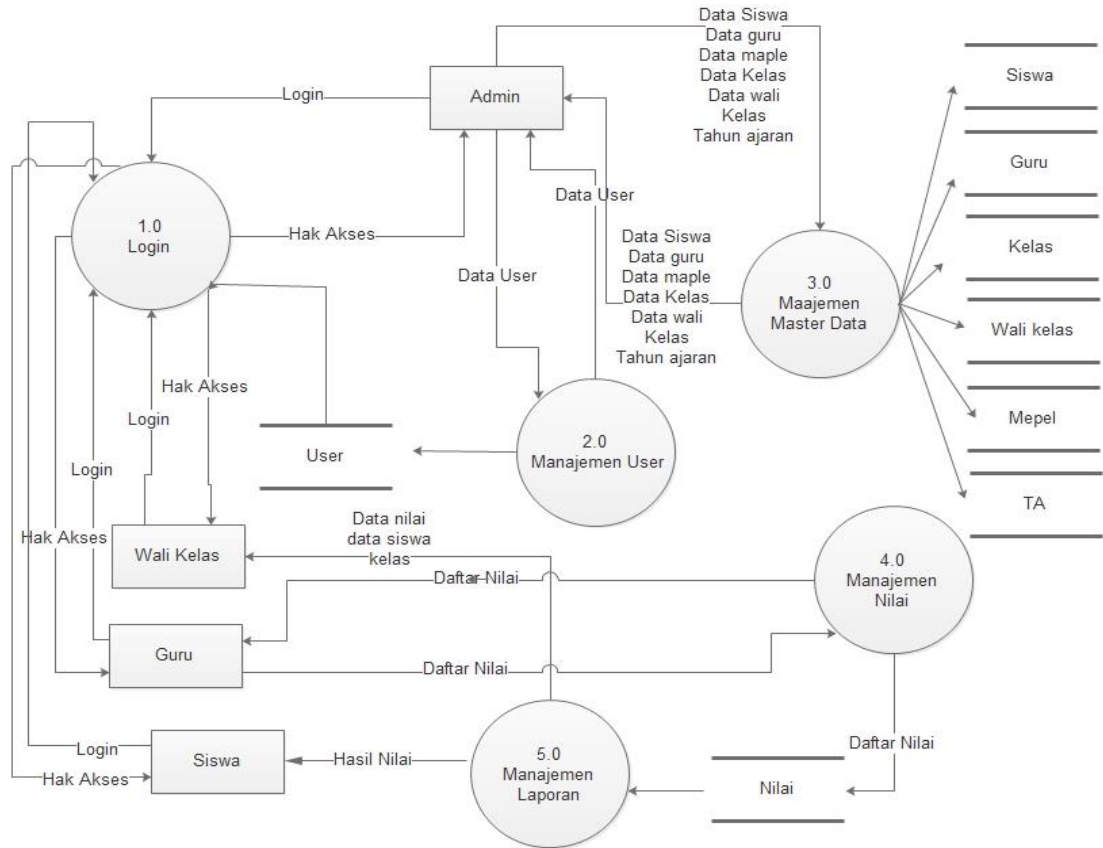 Data Siswa
Data guru
Data maple
Data Kelas
Data wali
Kelas
Tahun ajaran
Siswa
Login
Admin
Guru
Data User
1.0
Login
Hak Akses
Data User
Data Siswa
Data guru
Data maple
Data Kelas
Data wali
Kelas
Tahun ajaran
3.0
Maajemen
Master Data
Kelas
Wali kelas
Hak Akses
Login
Login
User
2.0
Manajemen User
Mepel
TA
Hak Akses
Wali Kelas
Data nilai
data siswa
kelas
Daftar Nilai
4.0
Manajemen
Nilai
Guru
Daftar Nilai
Login
Hak Akses
Siswa
Hasil Nilai
5.0
Manajemen
Laporan
Daftar Nilai
Nilai